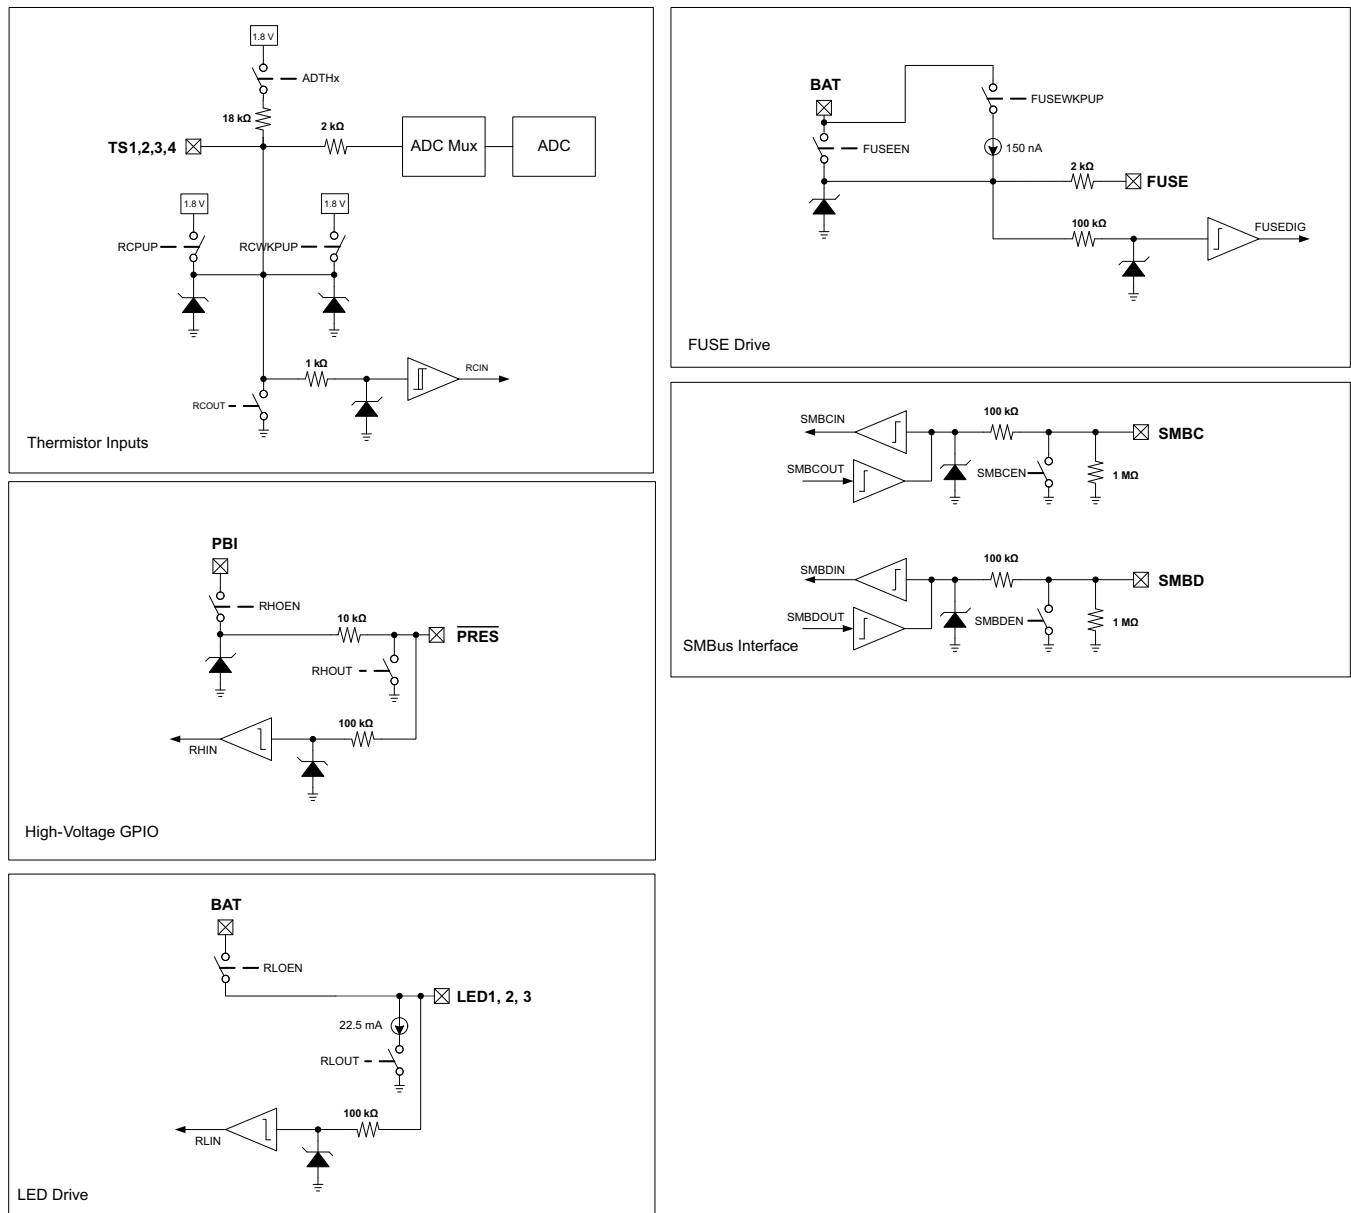 1.8 V
ADTHx
18 kΩ
2 kΩ
TS1,2,3,4
ADC Mux
ADC
1.8 V
1.8 V
RCPUP
RCWKPUP
1 kΩ
RCIN
RCOUT
Thermistor Inputs
BAT
FUSEWKPUP
FUSEEN
150 nA
2 kΩ
FUSE
100 kΩ
FUSEDIG
FUSE Drive
SMBCIN
100 kΩ
SMBC
SMBCOUT
SMBCEN
1 MΩ
SMBDIN
100 kΩ
SMBD
SMBDOUT
SMBDEN
1 MΩ
SMBus Interface
PBI
RHOEN
10 kΩ
PRES
RHOUT
100 kΩ
RHIN
High-Voltage GPIO
BAT
RLOEN
LED1, 2, 3
22.5 mA
RLOUT
100 kΩ
RLIN
LED Drive